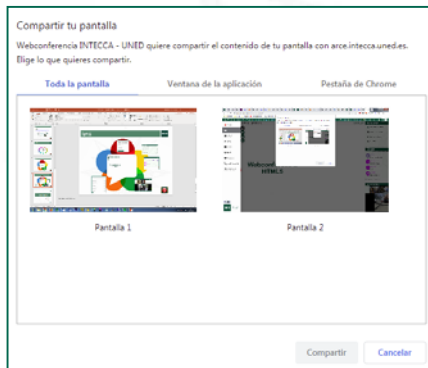 Compartir tu pantalla
Webconferencia INTECCA - UNED quiere compartir el contenido de tu pantalla con arce.intecca.uned.es.
Elige lo que quieres compartir.
Toda la pantalla Ventana de la aplicación Pestaña de Chrome
Webconf
HTML5
Pantalla 1 Pantalla 2
Compartir Cancelar